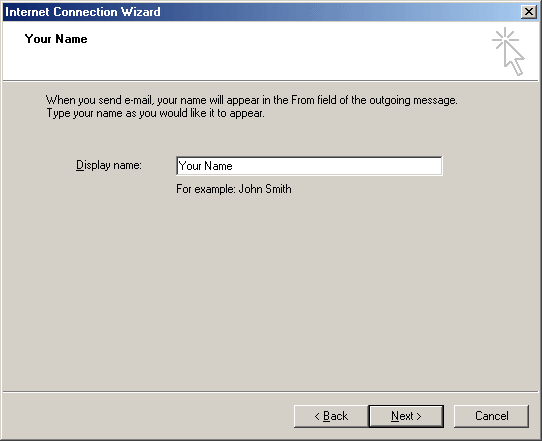 Internet Connection Wizard
Your Name
When you send e-mail, your name will appear in the From field of the outgoing message.
Type your name as you would like it to appear.
Display name:
Your Name
For example: John Smith
< Back
Next >
Cancel